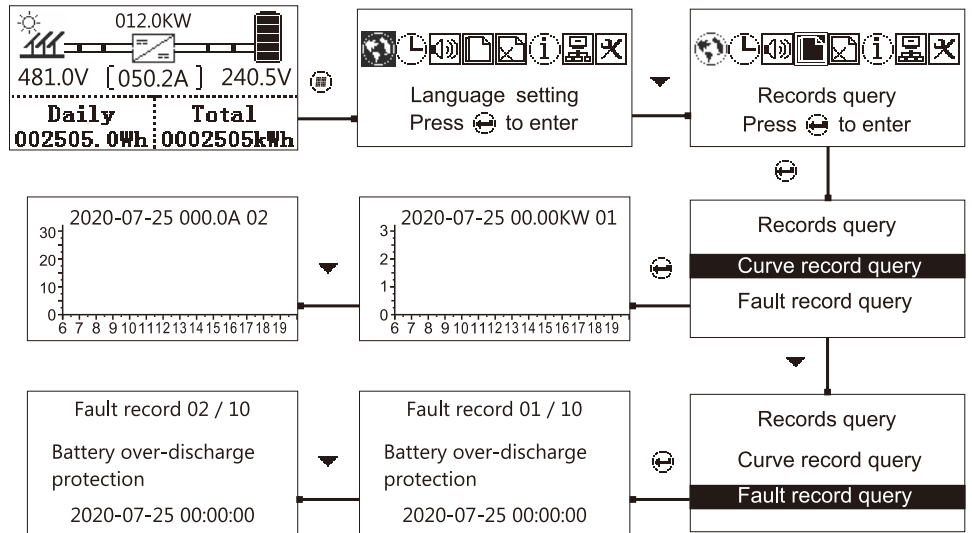 012.0KW
481.0V [050.2A] 240.5V
Daily Total
002505.0Wh 0002505kWh
Language setting
Press to enter
Records query
Press to enter
2020-07-25 000.0A 02
30
20
10
0
6 7 8 9 10 11 12 13 14 15 16 17 18 19
2020-07-25 00.00KW 01
3
2
1
0
6 7 8 9 10 11 12 13 14 15 16 17 18 19
Records query
Curve record query
Fault record query
Fault record 02 / 10
Battery over-discharge
protection
2020-07-25 00:00:00
Fault record 01 / 10
Battery over-discharge
protection
2020-07-25 00:00:00
Records query
Curve record query
Fault record query